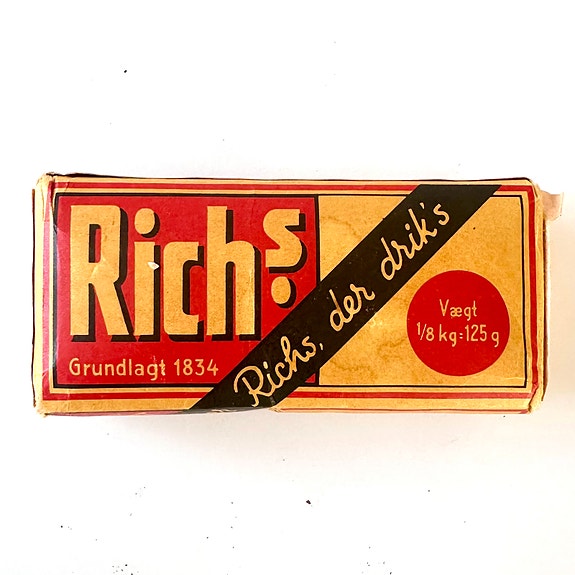 Richs
Grundlagt 1834
Richs, der drik's
Vægt
1/8 kg=125 g